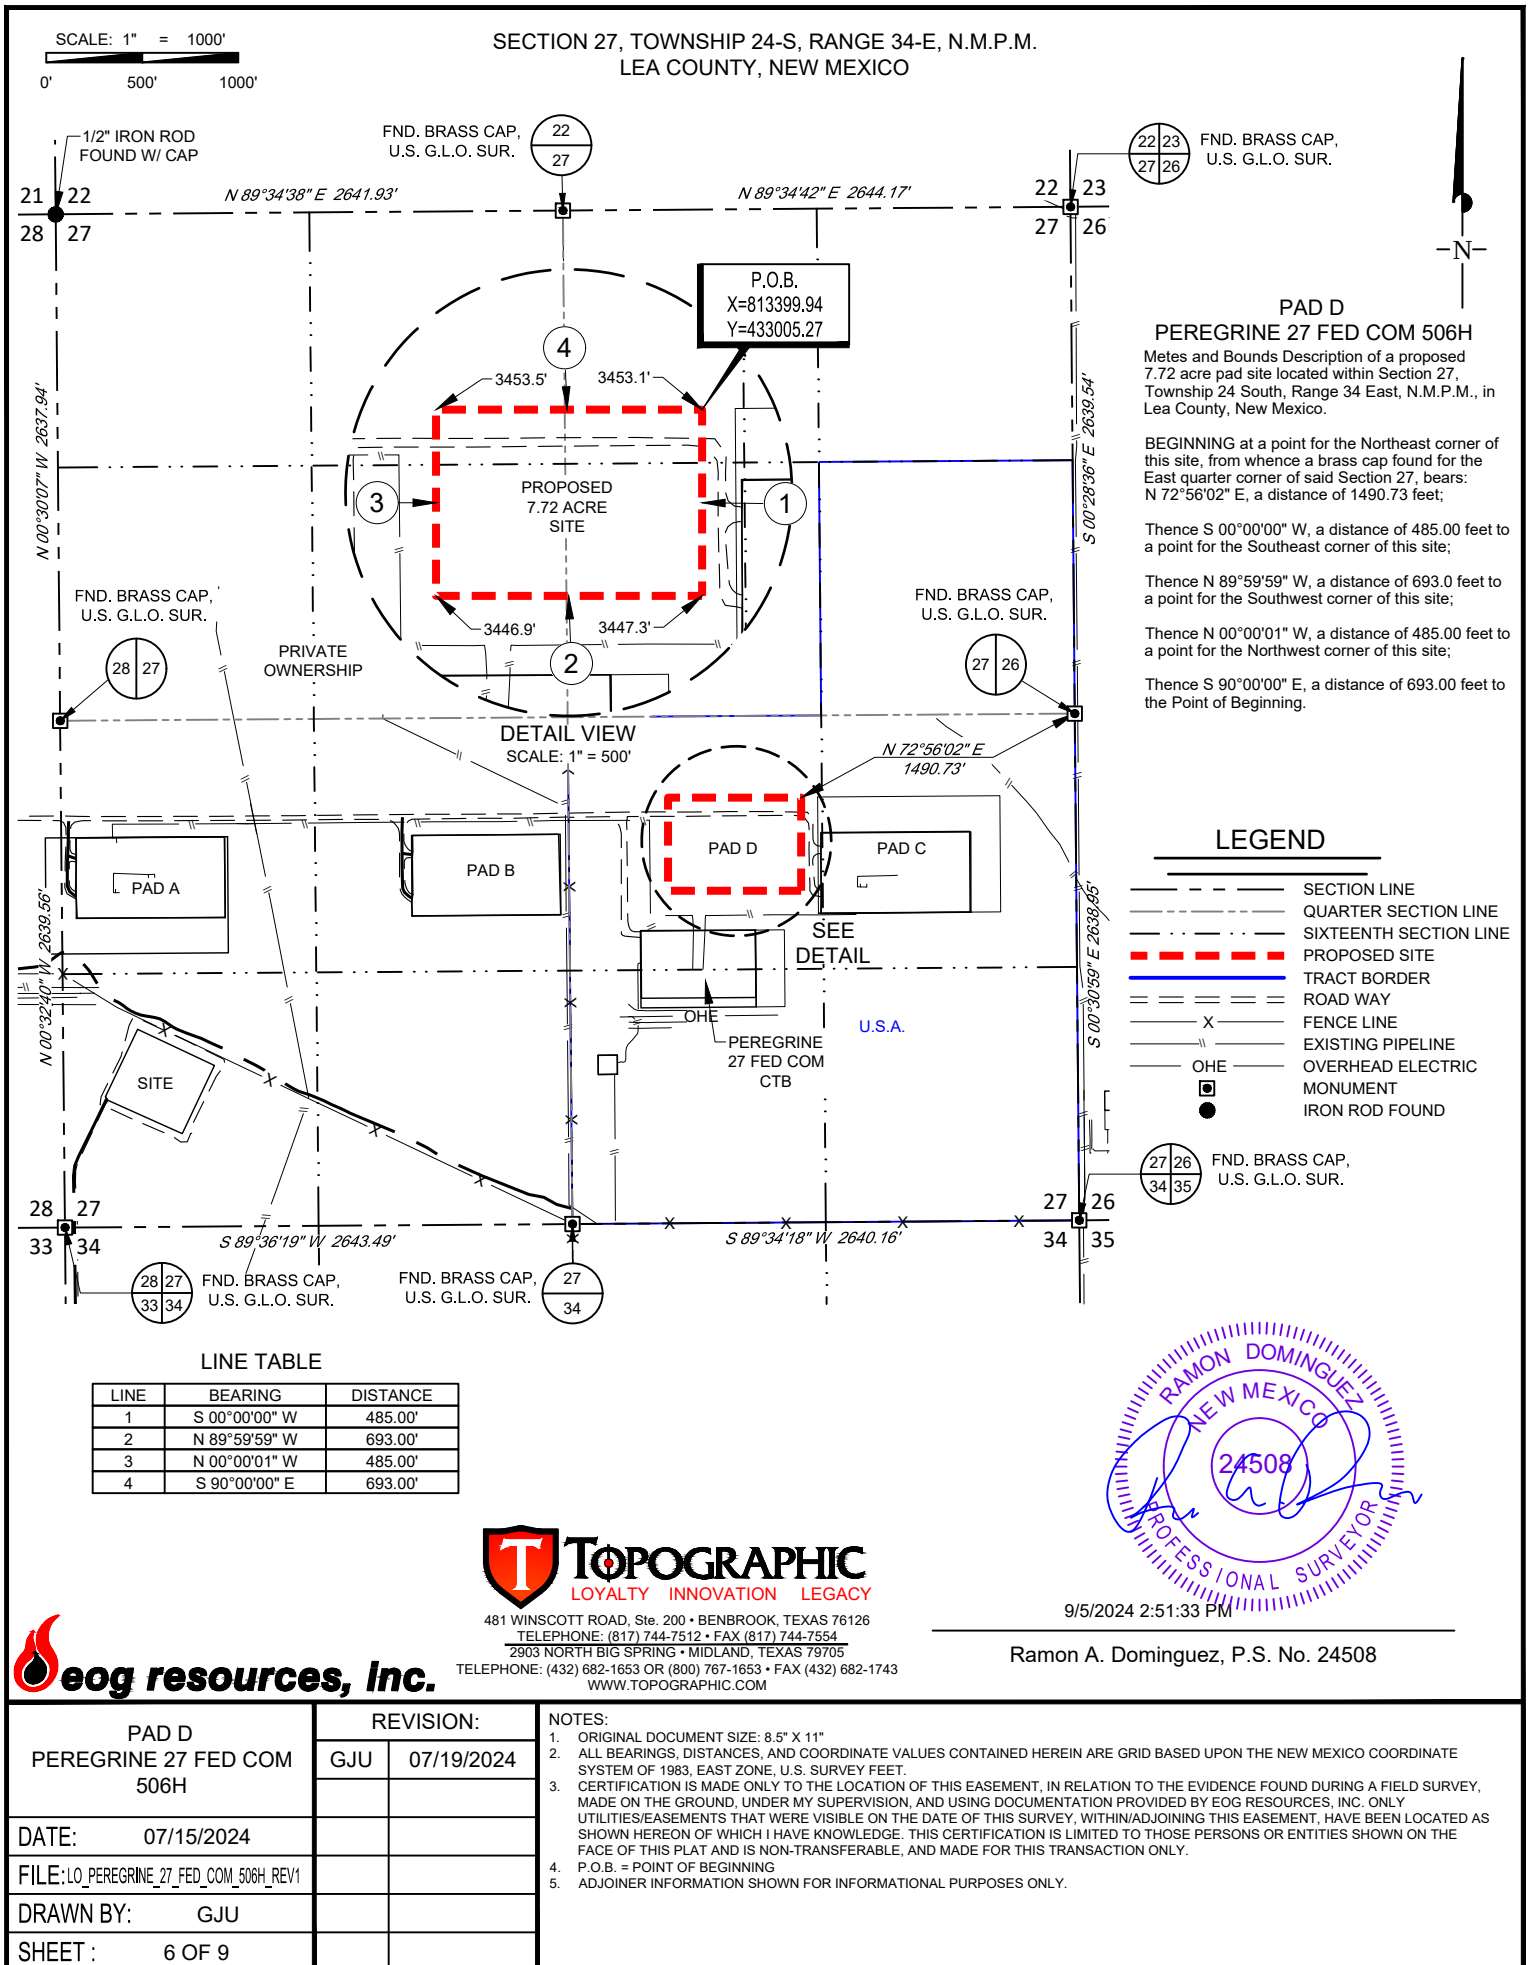 SCALE: 1" = 1000'
0' 500' 1000'
SECTION 27, TOWNSHIP 24-S, RANGE 34-E, N.M.P.M.
LEA COUNTY, NEW MEXICO
1/2" IRON ROD
FOUND W/ CAP
FND. BRASS CAP,
U.S. G.L.O. SUR.
22
27
22 23
27 26
FND. BRASS CAP,
U.S. G.L.O. SUR.
21 22
28 27
N 89°34'38" E 2641.93'
N 89°34'42" E 2644.17'
22 23
27 26
-N-
P.O.B.
X=813399.94
Y=433005.27
4
3453.5'
3453.1'
N 00°30'07" W 2637.94'
S 00°28'36" E 2639.54'
3
PROPOSED
7.72 ACRE
SITE
1
3446.9'
3447.3'
2
FND. BRASS CAP,
U.S. G.L.O. SUR.
28 27
PRIVATE
OWNERSHIP
FND. BRASS CAP,
U.S. G.L.O. SUR.
27 26
DETAIL VIEW
SCALE: 1" = 500'
N 72°56'02" E
1490.73'
PAD D
PEREGRINE 27 FED COM 506H
Metes and Bounds Description of a proposed
7.72 acre pad site located within Section 27,
Township 24 South, Range 34 East, N.M.P.M., in
Lea County, New Mexico.
BEGINNING at a point for the Northeast corner of
this site, from whence a brass cap found for the
East quarter corner of said Section 27, bears:
N 72°56'02" E, a distance of 1490.73 feet;
Thence S 00°00'00" W, a distance of 485.00 feet to
a point for the Southeast corner of this site;
Thence N 89°59'59" W, a distance of 693.0 feet to
a point for the Southwest corner of this site;
Thence N 00°00'01" W, a distance of 485.00 feet to
a point for the Northwest corner of this site;
Thence S 90°00'00" E, a distance of 693.00 feet to
the Point of Beginning.
PAD A
PAD B
PAD D
PAD C
SEE
DETAIL
N 00°32'40" W 2639.56'
S 00°30'59" E 2638.95'
OHE
PEREGRINE
27 FED COM
CTB
U.S.A.
SITE
LEGEND
SECTION LINE
QUARTER SECTION LINE
SIXTEENTH SECTION LINE
PROPOSED SITE
TRACT BORDER
ROAD WAY
X FENCE LINE
EXISTING PIPELINE
OHE OVERHEAD ELECTRIC
MONUMENT
IRON ROD FOUND
27 26
34 35
FND. BRASS CAP,
U.S. G.L.O. SUR.
28 27
33 34
S 89°36'19" W 2643.49'
S 89°34'18" W 2640.16'
27 26
34 35
28 27
33 34
FND. BRASS CAP,
U.S. G.L.O. SUR.
FND. BRASS CAP,
U.S. G.L.O. SUR.
27
34
LINE TABLE
LINE BEARING DISTANCE
1 S 00°00'00" W 485.00'
2 N 89°59'59" W 693.00'
3 N 00°00'01" W 485.00'
4 S 90°00'00" E 693.00'
RAMON DOMINGUEZ
NEW MEXICO
24508
PROFESSIONAL SURVEYOR
9/5/2024 2:51:33 PM
Ramon A. Dominguez, P.S. No. 24508
T TOPOGRAPHIC
LOYALTY INNOVATION LEGACY
481 WINSCOTT ROAD, Ste. 200 • BENBROOK, TEXAS 76126
TELEPHONE: (817) 744-7512 • FAX (817) 744-7554
2903 NORTH BIG SPRING • MIDLAND, TEXAS 79705
TELEPHONE: (432) 682-1653 OR (800) 767-1653 • FAX (432) 682-1743
WWW.TOPOGRAPHIC.COM
eog resources, inc.
PAD D
PEREGRINE 27 FED COM
506H
REVISION:
GJU 07/19/2024
DATE: 07/15/2024
FILE: LO_PEREGRINE_27_FED_COM_506H_REV1
DRAWN BY: GJU
SHEET : 6 OF 9
NOTES:
1. ORIGINAL DOCUMENT SIZE: 8.5" X 11"
2. ALL BEARINGS, DISTANCES, AND COORDINATE VALUES CONTAINED HEREIN ARE GRID BASED UPON THE NEW MEXICO COORDINATE
SYSTEM OF 1983, EAST ZONE, U.S. SURVEY FEET.
3. CERTIFICATION IS MADE ONLY TO THE LOCATION OF THIS EASEMENT, IN RELATION TO THE EVIDENCE FOUND DURING A FIELD SURVEY,
MADE ON THE GROUND, UNDER MY SUPERVISION, AND USING DOCUMENTATION PROVIDED BY EOG RESOURCES, INC. ONLY
UTILITIES/EASEMENTS THAT WERE VISIBLE ON THE DATE OF THIS SURVEY, WITHIN/ADJOINING THIS EASEMENT, HAVE BEEN LOCATED AS
SHOWN HEREON OF WHICH I HAVE KNOWLEDGE. THIS CERTIFICATION IS LIMITED TO THOSE PERSONS OR ENTITIES SHOWN ON THE
FACE OF THIS PLAT AND IS NON-TRANSFERABLE, AND MADE FOR THIS TRANSACTION ONLY.
4. P.O.B. = POINT OF BEGINNING
5. ADJOINER INFORMATION SHOWN FOR INFORMATIONAL PURPOSES ONLY.